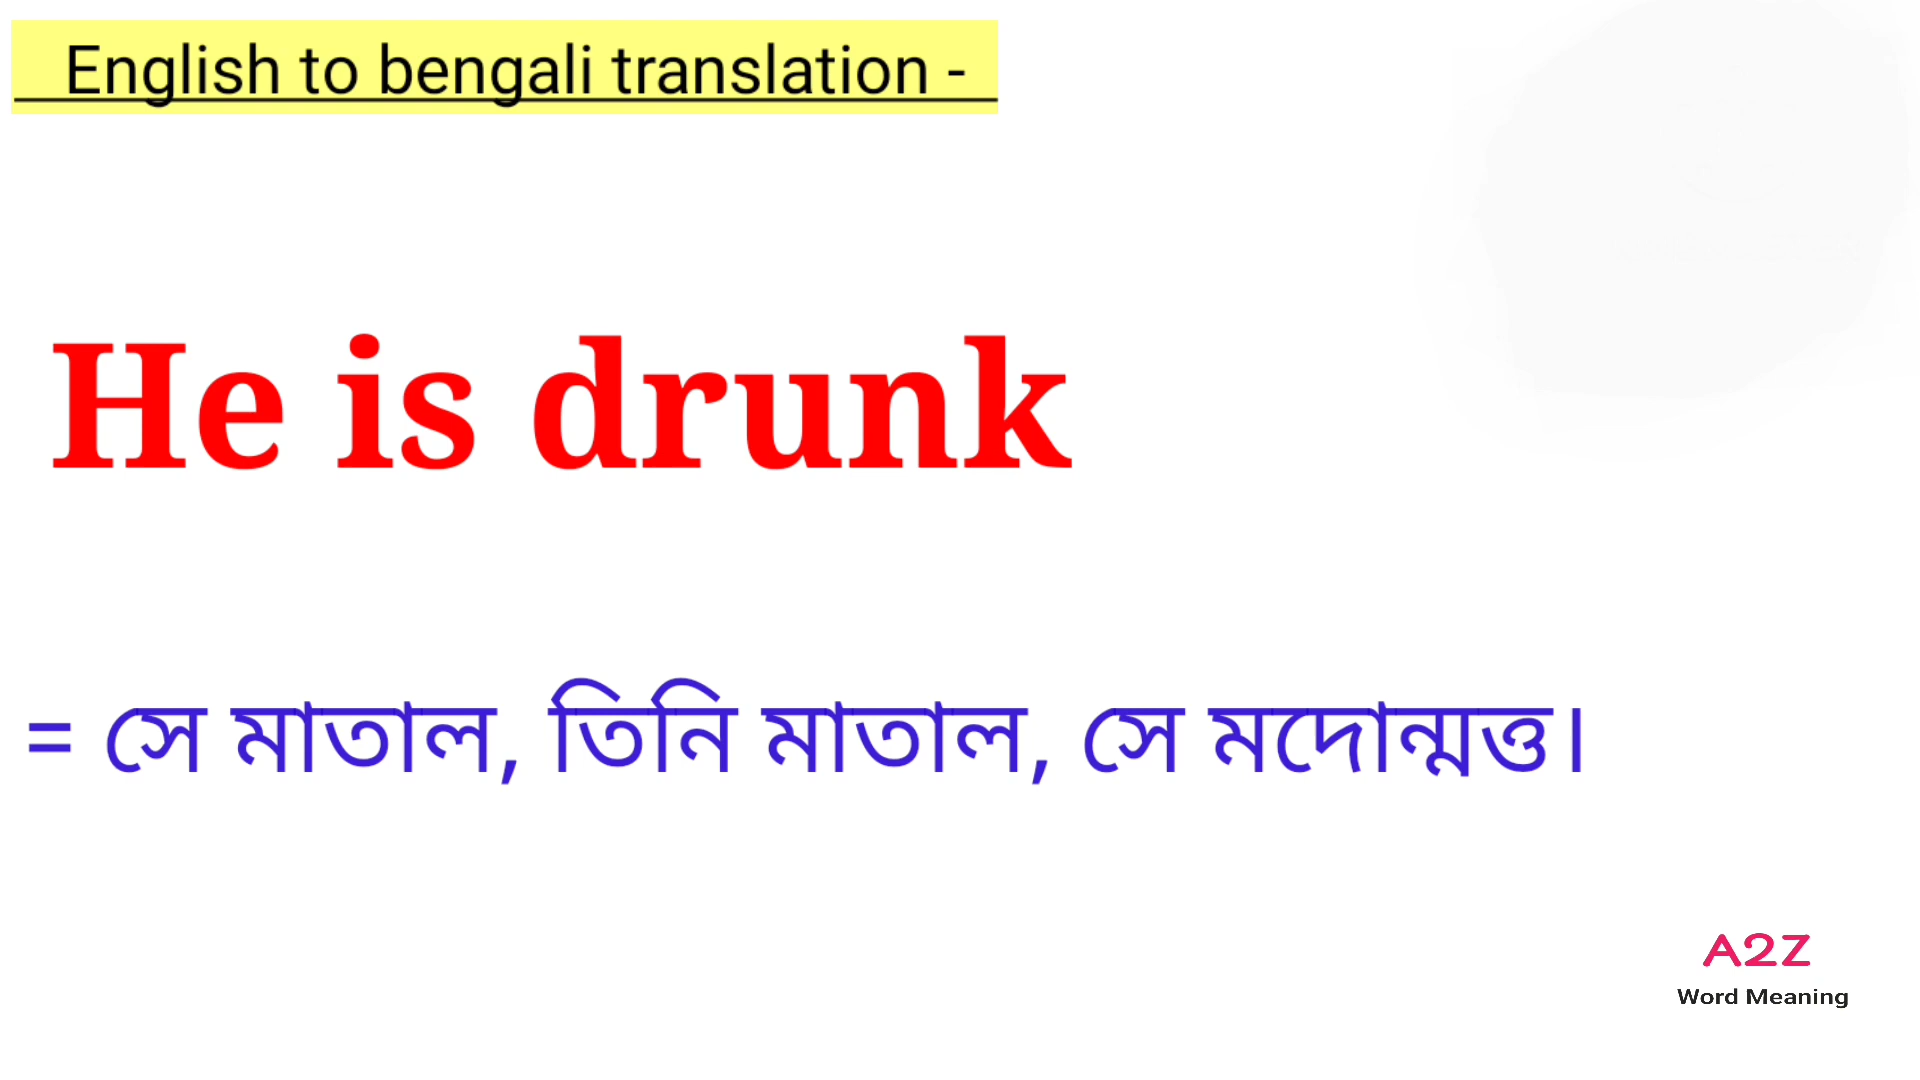 English to bengali translation -
He is drunk
= সে মাতাল, তিনি মাতাল, সে মদোন্মত্ত।
A2Z
Word Meaning